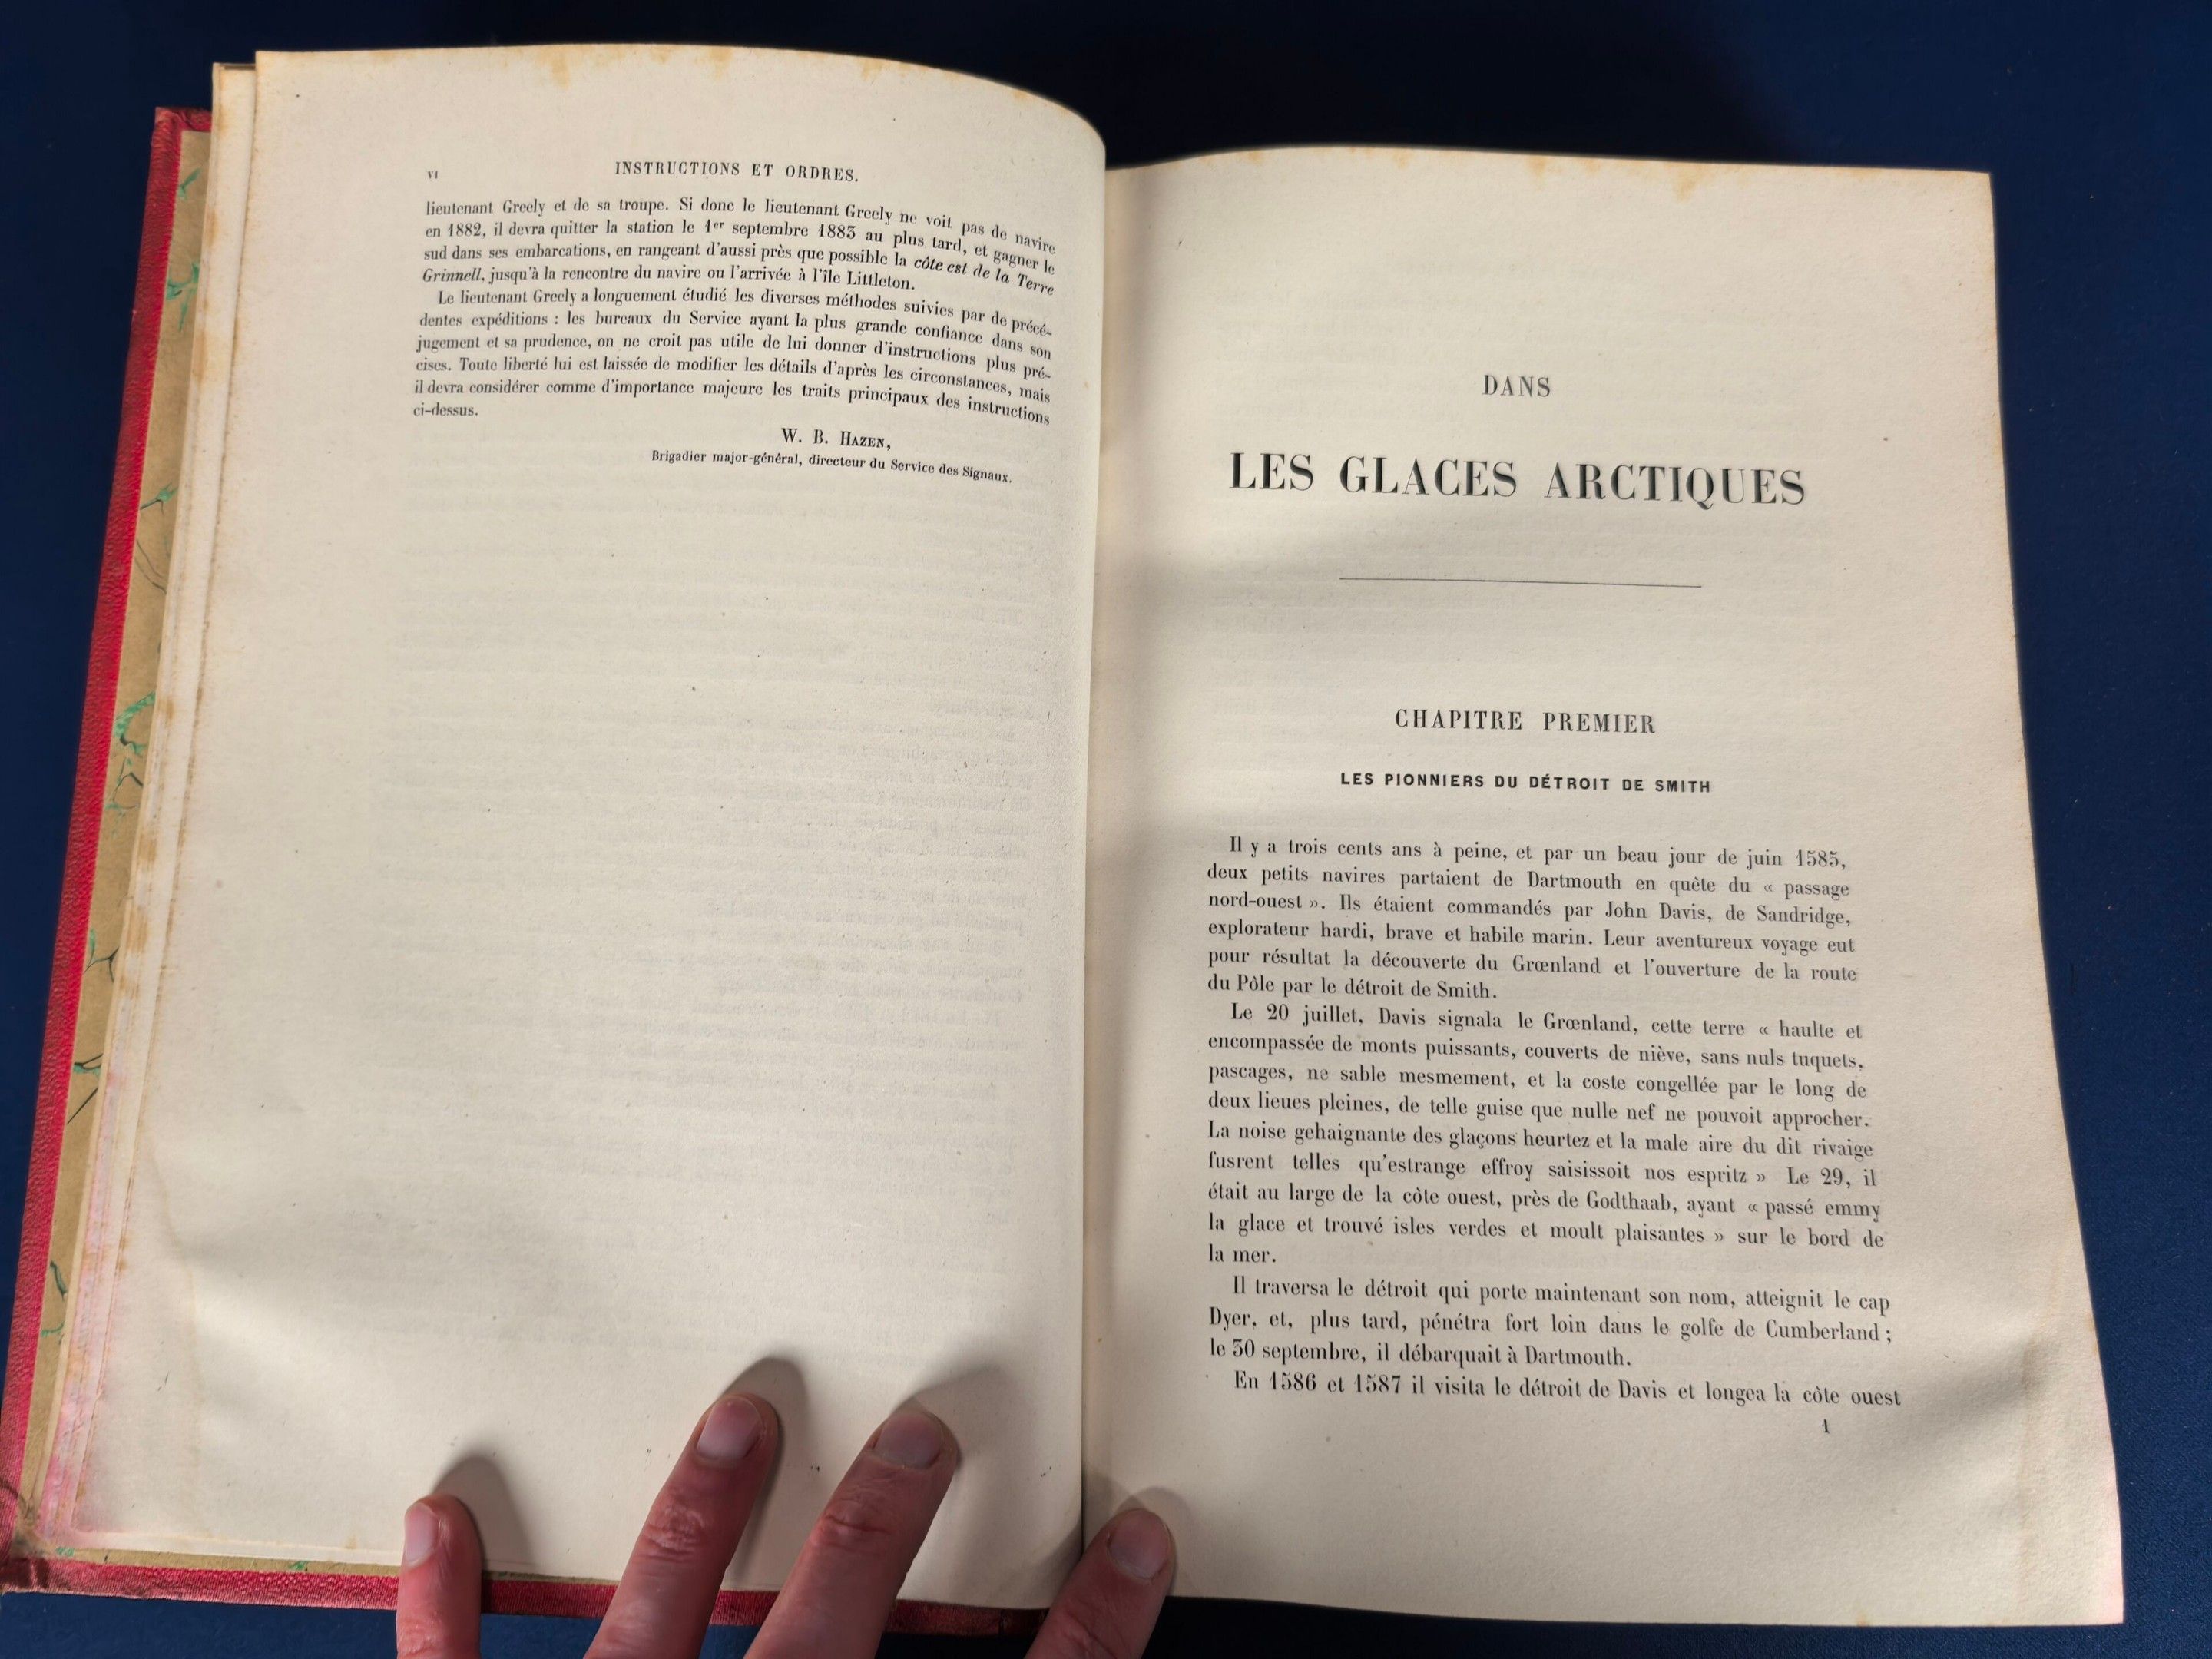 VI
INSTRUCTIONS ET ORDRES.
lieutenant Greely et de sa troupe. Si donc le lieutenant Greely ne voit pas de navire
en 1882, il devra quitter la station le 1er septembre 1883 au plus tard, et gagner le
sud dans ses embarcations, en rangeant d'aussi près que possible la côte est de la Terre
Grinnell, jusqu'à la rencontre du navire ou l'arrivée à l'île Littleton.
Le lieutenant Greely a longuement étudié les diverses méthodes suivies par de précé-
dentes expéditions : les bureaux du Service ayant la plus grande confiance dans son
jugement et sa prudence, on ne croit pas utile de lui donner d'instructions plus pré-
cises. Toute liberté lui est laissée de modifier les détails d'après les circonstances, mais
il devra considérer comme d'importance majeure les traits principaux des instructions
ci-dessus.
W. B. HAZEN,
Brigadier major-général, directeur du Service des Signaux.
DANS
LES GLACES ARCTIQUES
CHAPITRE PREMIER
LES PIONNIERS DU DÉTROIT DE SMITH
Il y a trois cents ans à peine, et par un beau jour de juin 1585,
deux petits navires partaient de Dartmouth en quête du « passage
nord-ouest ». Ils étaient commandés par John Davis, de Sandridge,
explorateur hardi, brave et habile marin. Leur aventureux voyage eut
pour résultat la découverte du Grœnland et l'ouverture de la route
du Pôle par le détroit de Smith.
Le 20 juillet, Davis signala le Grœnland, cette terre « haulte et
encompassée de monts puissants, couverts de niève, sans nuls tuquets,
pascages, ne sable mesmement, et la coste congellée par le long de
deux lieues pleines, de telle guise que nulle nef ne pouvoit approcher.
La noise gehaignante des glaçons heurtez et la male aire du dit rivaige
fusrent telles qu'estrange effroy saisissoit nos espritz » Le 29, il
était au large de la côte ouest, près de Godthaab, ayant « passé emmy
la glace et trouvé isles verdes et moult plaisantes » sur le bord de
la mer.
Il traversa le détroit qui porte maintenant son nom, atteignit le cap
Dyer, et, plus tard, pénétra fort loin dans le golfe de Cumberland ;
le 30 septembre, il débarquait à Dartmouth.
En 1586 et 1587 il visita le détroit de Davis et longea la côte ouest
1